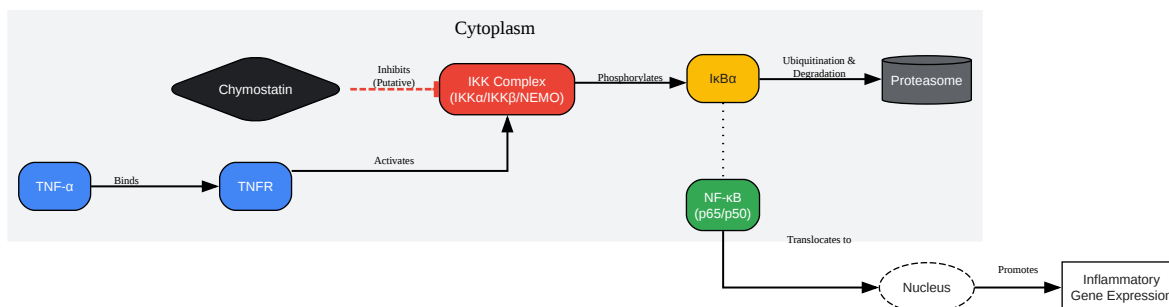 Cytoplasm
Chymostatin
Inhibits
(Putative)
IKK Complex
(IKKα/IKKβ/NEMO)
Phosphorylates
IκBα
Ubiquitination &
Degradation
Proteasome
TNF-α
Binds
TNFR
Activates
NF-κB
(p65/p50)
Translocates to
Nucleus
Promotes
Inflammatory
Gene Expression